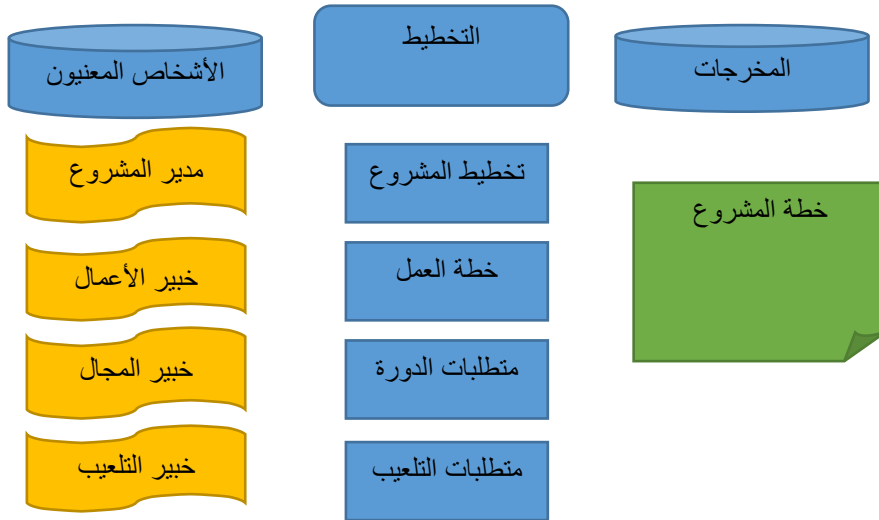 الأشخاص المعنيون
التخطيط
المخرجات
مدير المشروع
تخطيط المشروع
خطة المشروع
خبير الأعمال
خطة العمل
خبير المجال
متطلبات الدورة
خبير التلعيب
متطلبات التلعيب